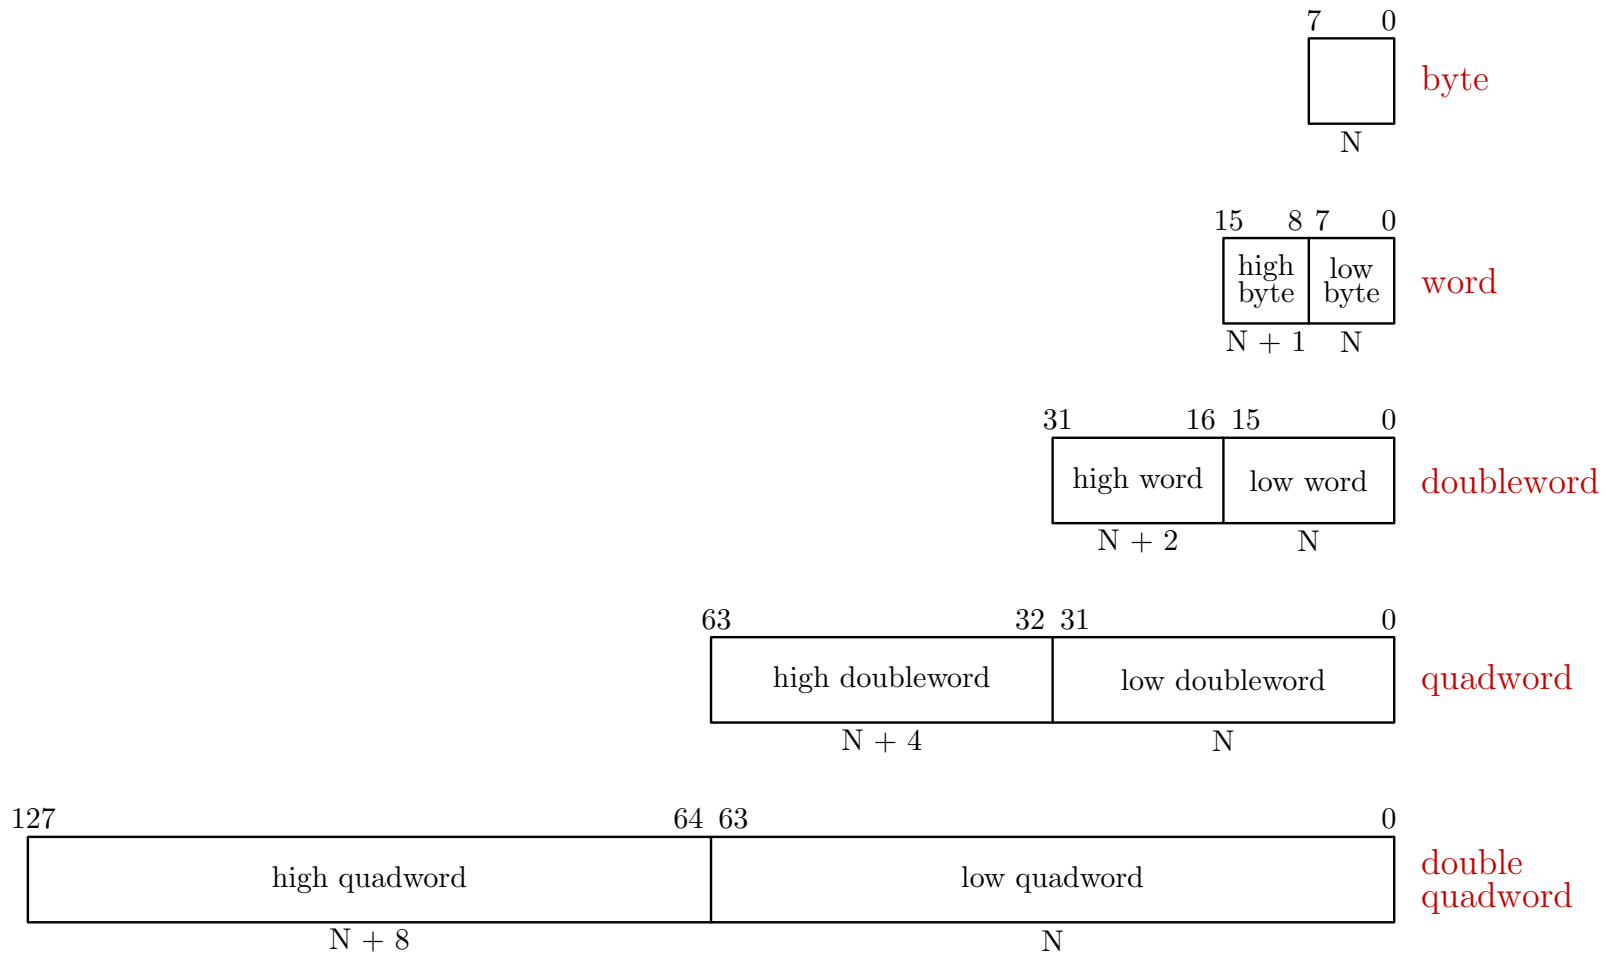 7 0
byte
N
15 8 7 0
high byte low byte
word
N + 1 N
31 16 15 0
high word low word
doubleword
N + 2 N
63 32 31 0
high doubleword low doubleword
quadword
N + 4 N
127 64 63 0
high quadword low quadword
double
quadword
N + 8 N